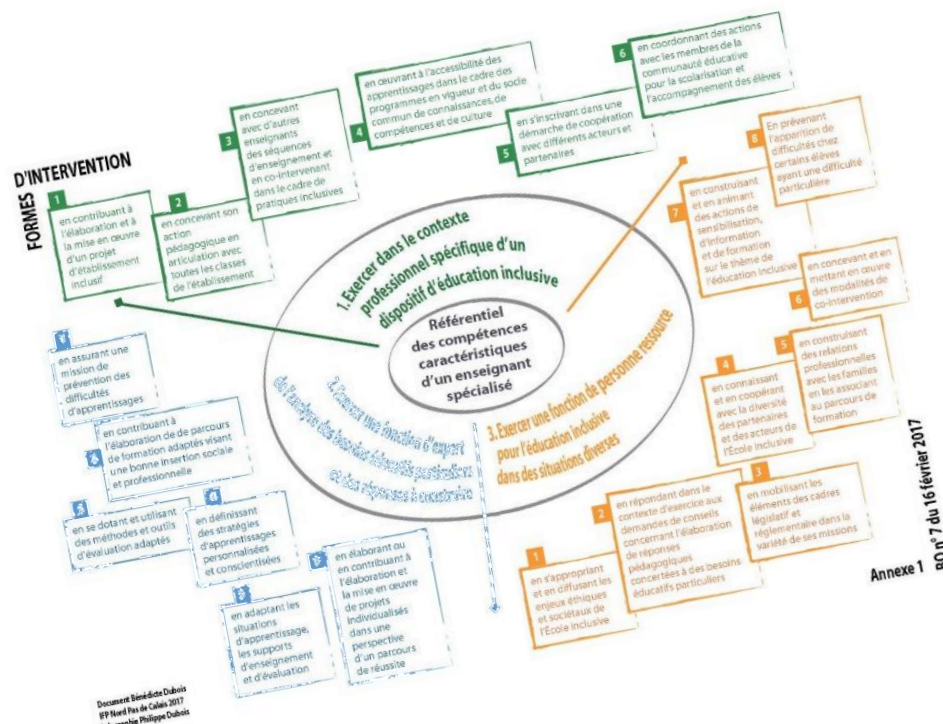 FORMES
D'INTERVENTION
1
en contribuant à
l'élaboration et à
la mise en œuvre
d'un projet
d'établissement
inclusif
2
en concevant son
action
pédagogique en
articulation avec
toutes les classes
de l'établissement
3
en concevant
avec d'autres
enseignants
des séquences
d'enseignement et
en co-intervenant
dans le cadre de
pratiques inclusives
4
en œuvrant à l'accessibilité des
apprentissages dans le cadre des
programmes en vigueur et du socle
commun de connaissances, de
compétences et de culture
5
en s'inscrivant dans une
démarche de coopération
avec différents acteurs et
partenaires
6
en coordonnant des actions
avec les membres de la
communauté éducative
pour la scolarisation et
l'accompagnement des élèves
1. Exercer dans le contexte
professionnel spécifique d'un
dispositif d'éducation inclusive
Référentiel
des compétences
caractéristiques
d'un enseignant
spécialisé
2. Exercer une fonction d'expert
de l'analyse des besoins éducatifs particuliers
et des réponses à construire
3. Exercer une fonction de personne ressource
pour l'éducation inclusive
dans des situations diverses
8
En prévenant
l'apparition de
difficultés chez
certains élèves
ayant une difficulté
particulière
7
en construisant
et en animant
des actions de
sensibilisation,
d'information
et de formation
sur le thème de
l'éducation inclusive
6
en concevant et en
mettant en œuvre
des modalités de
co-intervention
5
en construisant
des relations
professionnelles
avec les familles
en les associant
au parcours de
formation
4
en connaissant
et en coopérant
avec la diversité
des partenaires
et des acteurs de
l'École inclusive
3
en mobilisant les
éléments des cadres
législatif et
réglementaire dans la
variété de ses missions
2
en répondant dans le
contexte d'exercice aux
demandes de conseils
concernant l'élaboration
de réponses
pédagogiques
concertées à des besoins
éducatifs particuliers
1
en s'appropriant
et en diffusant les
enjeux éthiques
et sociétaux de
l'École inclusive
en assurant une
mission de
prévention des
difficultés
d'apprentissages
en contribuant à
l'élaboration de de parcours
de formation adaptés visant
une bonne insertion sociale
et professionnelle
en se dotant et utilisant
des méthodes et outils
d'évaluation adaptés
en définissant
des stratégies
d'apprentissages
personnalisées
et conscientisées
en adaptant les
situations
d'apprentissage,
les supports
d'enseignement
et d'évaluation
en élaborant ou
en contribuant à
l'élaboration et
la mise en œuvre
de projets
individualisés
dans une
perspective
d'un parcours
de réussite
Annexe 1
BO n° 7 du 16 février 2017
Document Bénédicte Dubois
IFP Nord Pas de Calais 2017
Philippe Dubois